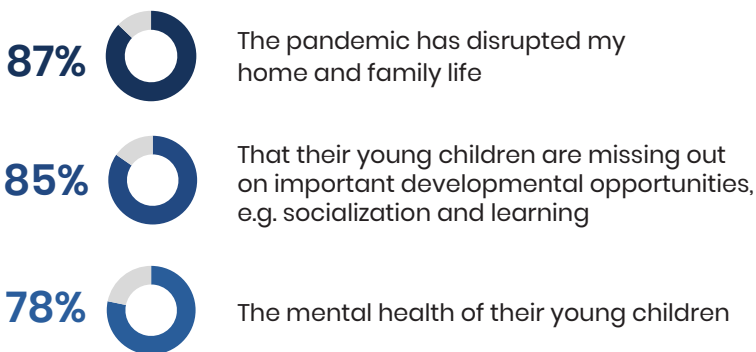 87%
The pandemic has disrupted my
home and family life
85%
That their young children are missing out
on important developmental opportunities,
e.g. socialization and learning
78%
The mental health of their young children